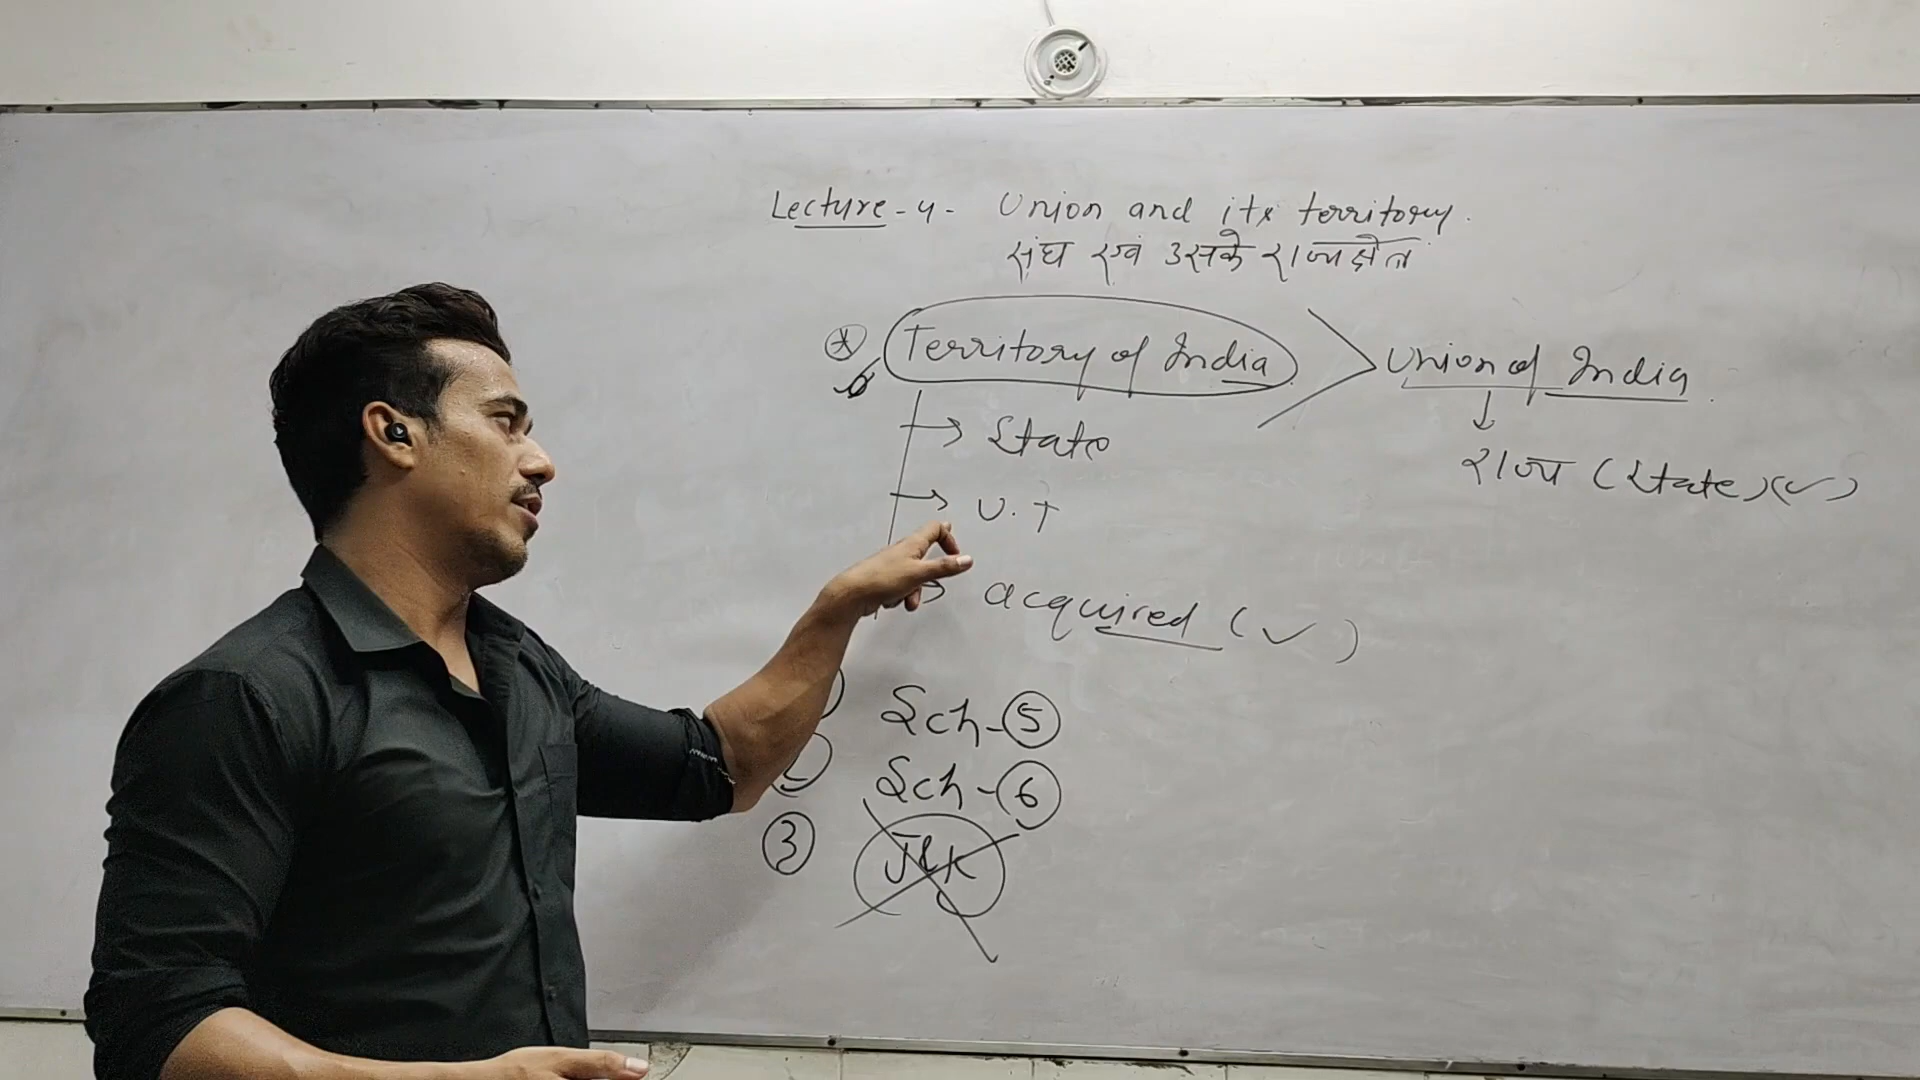 Lecture-4- Union and its territory.
संघ एवं उसके राज्यक्षेत्र
Territory of India > Union of India.
State
राज्य (State) (✓)
U.T
acquired (✓)
Sch-5
Sch-6
3 J&K